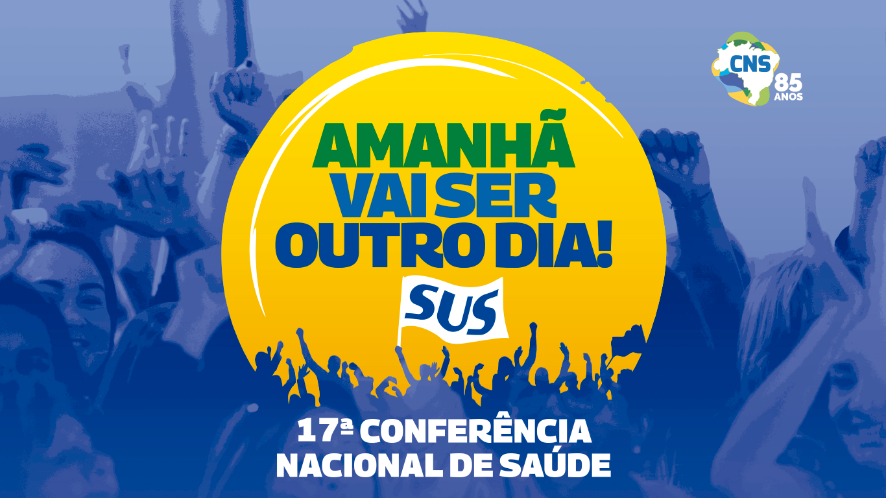 CNS
85
ANOS
AMANHÃ
VAI SER
OUTRO DIA!
SUS
17ª CONFERÊNCIA
NACIONAL DE SAÚDE